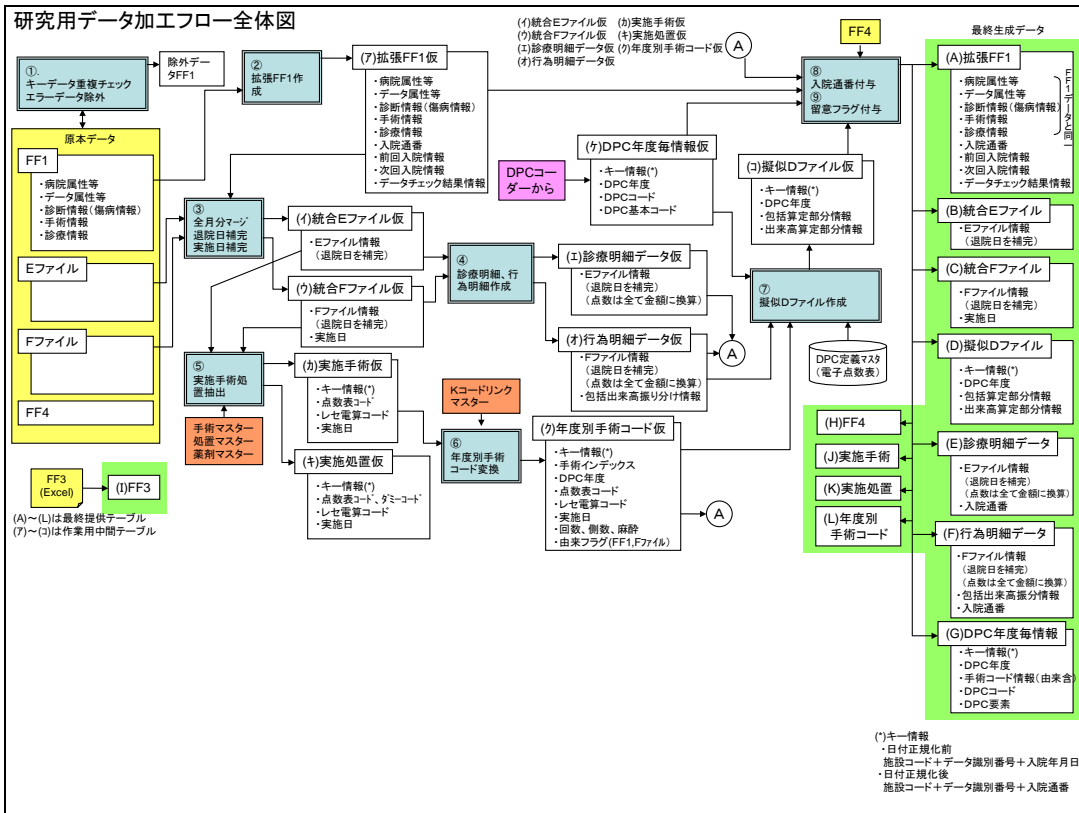 研究用データ加工フロー全体図
①.
キーデータ重複チェック
エラーデータ除外
除外デー
タFF1
②
拡張FF1作
成
(ｱ)拡張FF1仮
・病院属性等
・データ属性等
・診断情報(傷病情報)
・手術情報
・診療情報
・入院通番
・前回入院情報
・次回入院情報
・データチェック結果情報
(ｲ)統合Eファイル仮 (ｶ)実施手術仮
(ｳ)統合Fファイル仮 (ｷ)実施処置仮
(ｴ)診療明細データ仮 (ｸ)年度別手術コード仮
(ｵ)行為明細データ仮
A
FF4
⑧
入院通番付与
⑨
留意フラグ付与
原本データ
FF1
・病院属性等
・データ属性等
・診断情報(傷病情報)
・手術情報
・診療情報
Eファイル
Fファイル
FF4
③
全月分マージ
退院日補完
実施日補完
(ｲ)統合Eファイル仮
・Eファイル情報
(退院日を補完)
(ｳ)統合Fファイル仮
・Fファイル情報
(退院日を補完)
・実施日
④
診療明細、行
為明細作成
(ｴ)診療明細データ仮
・Eファイル情報
(退院日を補完)
(点数は全て金額に換算)
(ｵ)行為明細データ仮
・Fファイル情報
(退院日を補完)
(点数は全て金額に換算)
・包括出来高振り分け情報
A
DPCコー
ダーから
(ｹ)DPC年度毎情報仮
・キー情報(*)
・DPC年度
・DPCコード
・DPC基本コード
(ｺ)擬似Dファイル仮
・キー情報(*)
・DPC年度
・包括算定部分情報
・出来高算定部分情報
⑦
擬似Dファイル作成
DPC定義マスタ
(電子点数表)
⑤
実施手術処
置抽出
手術マスター
処置マスター
薬剤マスター
(ｶ)実施手術仮
・キー情報(*)
・点数表コード
・レセ電算コード
・実施日
(ｷ)実施処置仮
・キー情報(*)
・点数表コード、ダミーコード
・レセ電算コード
・実施日
Kコードリンク
マスター
⑥
年度別手術
コード変換
(ｸ)年度別手術コード仮
・キー情報(*)
・手術インデックス
・DPC年度
・点数表コード
・レセ電算コード
・実施日
・回数、側数、麻酔
・由来フラグ(FF1,Fファイル)
A
FF3
(Excel)
(I)FF3
(A)～(L)は最終提供テーブル
(ｱ)～(ｺ)は作業用中間テーブル
最終生成データ
(A)拡張FF1
・病院属性等
・データ属性等
・診断情報(傷病情報)
・手術情報
・診療情報
・入院通番
・前回入院情報
・次回入院情報
・データチェック結果情報
FF1データと同一
(B)統合Eファイル
・Eファイル情報
(退院日を補完)
(C)統合Fファイル
・Fファイル情報
(退院日を補完)
・実施日
(D)擬似Dファイル
・キー情報(*)
・DPC年度
・包括算定部分情報
・出来高算定部分情報
(H)FF4
(J)実施手術
(K)実施処置
(L)年度別
手術コード
(E)診療明細データ
・Eファイル情報
(退院日を補完)
(点数は全て金額に換算)
・入院通番
(F)行為明細データ
・Fファイル情報
(退院日を補完)
(点数は全て金額に換算)
・包括出来高振分情報
・入院通番
(G)DPC年度毎情報
・キー情報(*)
・DPC年度
・手術コード情報(由来含)
・DPCコード
・DPC要素
(*)キー情報
・日付正規化前
施設コード＋データ識別番号＋入院年月日
・日付正規化後
施設コード＋データ識別番号＋入院通番